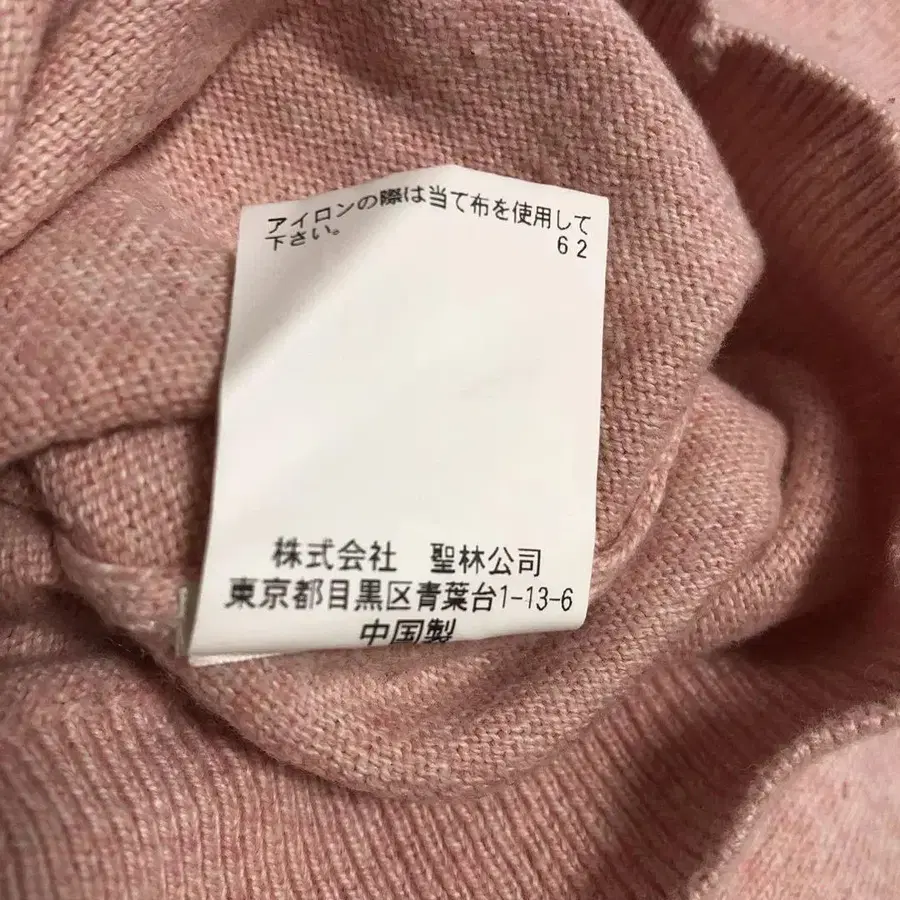 アイロンの際は当て布を使用して
下さい。
62
株式会社 聖林公司
東京都目黒区青葉台1-13-6
中国製